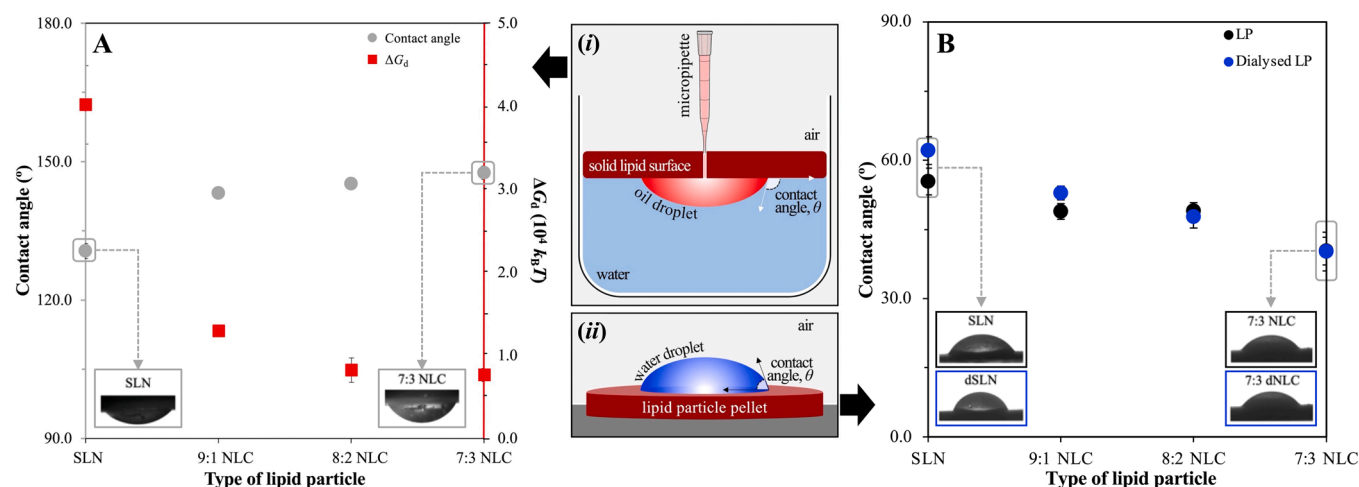 A
Contact angle
ΔGd
180.0
150.0
120.0
90.0
Contact angle (º)
5.0
4.0
3.0
2.0
1.0
0.0
ΔGd (10⁴ kBT)
SLN
7:3 NLC
SLN
9:1 NLC
8:2 NLC
7:3 NLC
Type of lipid particle
(i)
micropipette
air
solid lipid surface
oil droplet
contact
angle, θ
water
(ii)
air
water droplet
contact
angle, θ
lipid particle pellet
B
LP
Dialysed LP
90.0
60.0
30.0
0.0
Contact angle (º)
SLN
7:3 NLC
dSLN
7:3 dNLC
SLN
9:1 NLC
8:2 NLC
7:3 NLC
Type of lipid particle